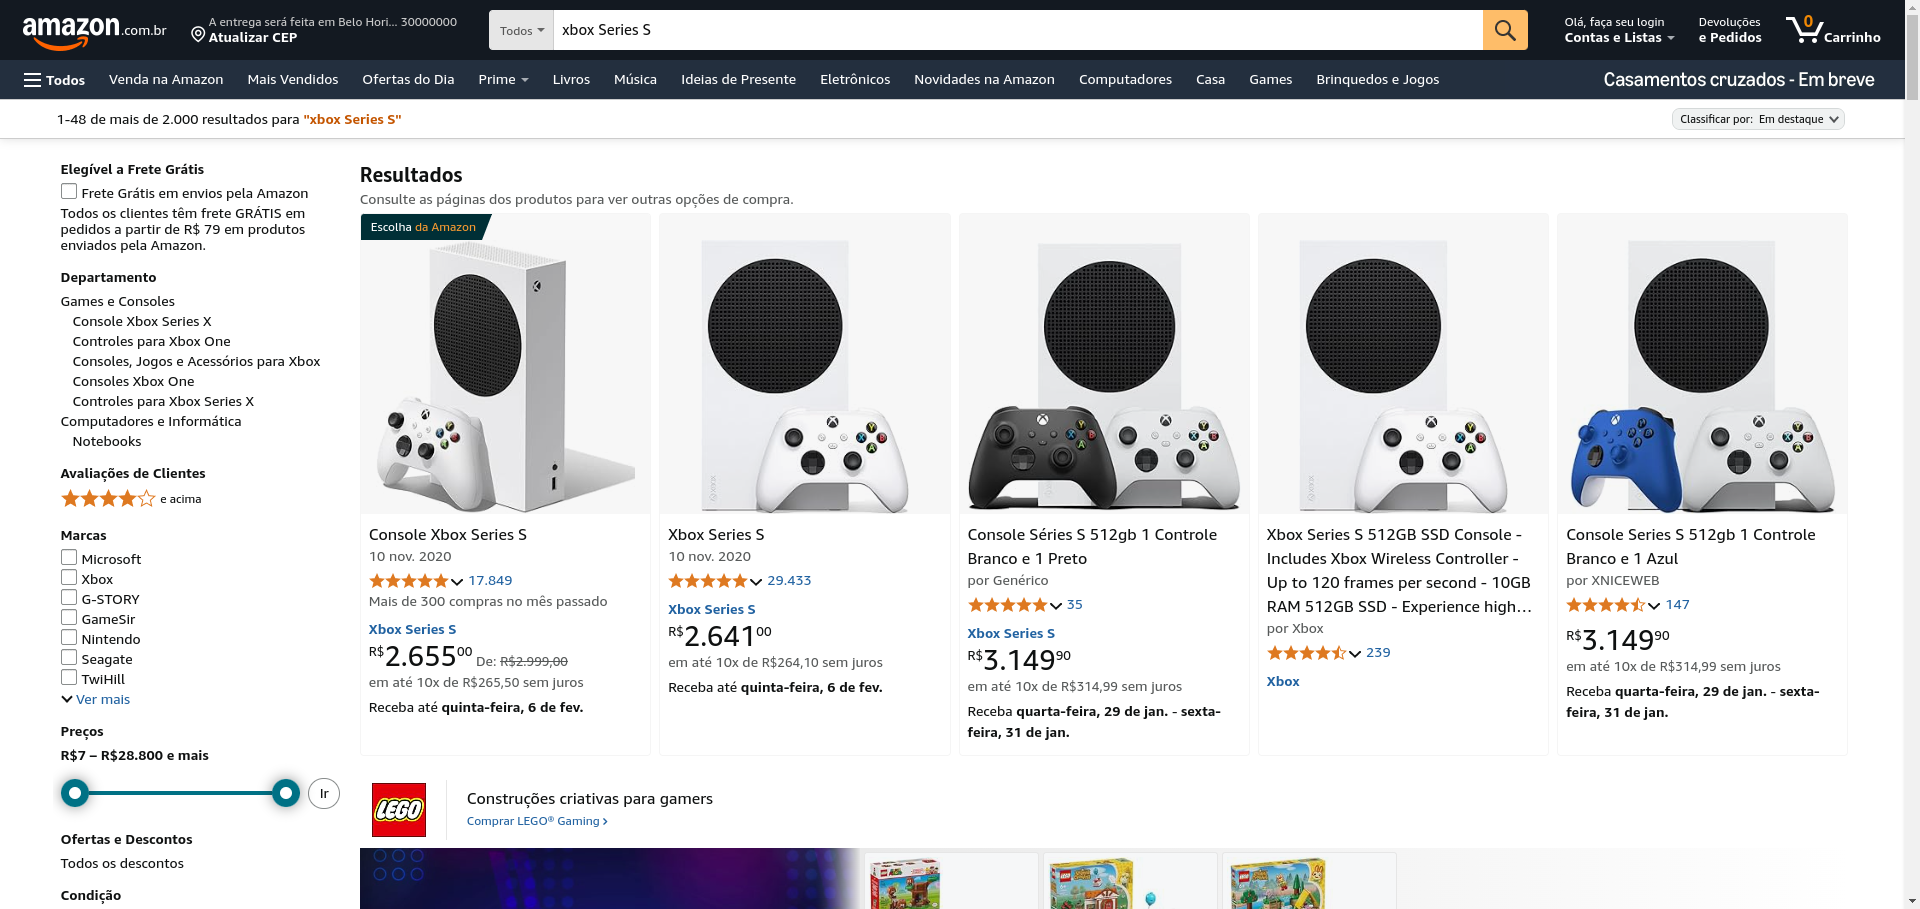 amazon.com.br
A entrega será feita em Belo Hori... 30000000
Atualizar CEP
Todos
xbox Series S
Olá, faça seu login
Contas e Listas
Devoluções
e Pedidos
0
Carrinho
Todos
Venda na Amazon
Mais Vendidos
Ofertas do Dia
Prime
Livros
Música
Ideias de Presente
Eletrônicos
Novidades na Amazon
Computadores
Casa
Games
Brinquedos e Jogos
Casamentos cruzados - Em breve
1-48 de mais de 2.000 resultados para "xbox Series S"
Classificar por: Em destaque
Elegível a Frete Grátis
Frete Grátis em envios pela Amazon
Todos os clientes têm frete GRÁTIS em
pedidos a partir de R$ 79 em produtos
enviados pela Amazon.
Departamento
Games e Consoles
Console Xbox Series X
Controles para Xbox One
Consoles, Jogos e Acessórios para Xbox
Consoles Xbox One
Controles para Xbox Series X
Computadores e Informática
Notebooks
Avaliações de Clientes
e acima
Marcas
Microsoft
Xbox
G-STORY
GameSir
Nintendo
Seagate
TwiHill
Ver mais
Preços
R$7 – R$28.800 e mais
Ir
Ofertas e Descontos
Todos os descontos
Condição
Resultados
Consulte as páginas dos produtos para ver outras opções de compra.
Escolha da Amazon
Console Xbox Series S
10 nov. 2020
17.849
Mais de 300 compras no mês passado
Xbox Series S
R$2.65500 De: R$2.999,00
em até 10x de R$265,50 sem juros
Receba até quinta-feira, 6 de fev.
Xbox Series S
10 nov. 2020
29.433
Xbox Series S
R$2.64100
em até 10x de R$264,10 sem juros
Receba até quinta-feira, 6 de fev.
Console Séries S 512gb 1 Controle
Branco e 1 Preto
por Genérico
35
Xbox Series S
R$3.14990
em até 10x de R$314,99 sem juros
Receba quarta-feira, 29 de jan. - sexta-
feira, 31 de jan.
Xbox Series S 512GB SSD Console -
Includes Xbox Wireless Controller -
Up to 120 frames per second - 10GB
RAM 512GB SSD - Experience high…
por Xbox
239
Xbox
Console Series S 512gb 1 Controle
Branco e 1 Azul
por XNICEWEB
147
R$3.14990
em até 10x de R$314,99 sem juros
Receba quarta-feira, 29 de jan. - sexta-
feira, 31 de jan.
LEGO
Construções criativas para gamers
Comprar LEGO® Gaming ›